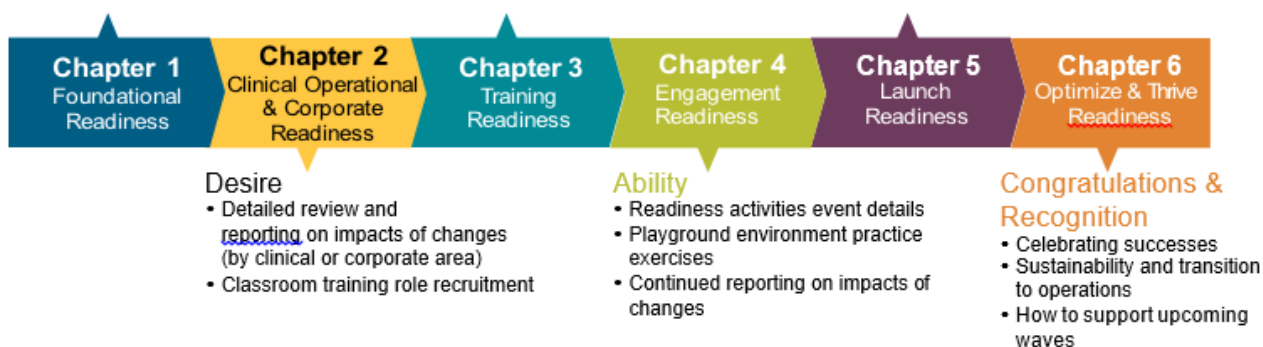 Chapter 1
Foundational
Readiness
Chapter 2
Clinical Operational
& Corporate
Readiness
Chapter 3
Training
Readiness
Chapter 4
Engagement
Readiness
Chapter 5
Launch
Readiness
Chapter 6
Optimize & Thrive
Readiness
Desire
• Detailed review and
reporting on impacts of changes
(by clinical or corporate area)
• Classroom training role recruitment
Ability
• Readiness activities event details
• Playground environment practice
exercises
• Continued reporting on impacts of
changes
Congratulations &
Recognition
• Celebrating successes
• Sustainability and transition
to operations
• How to support upcoming
waves